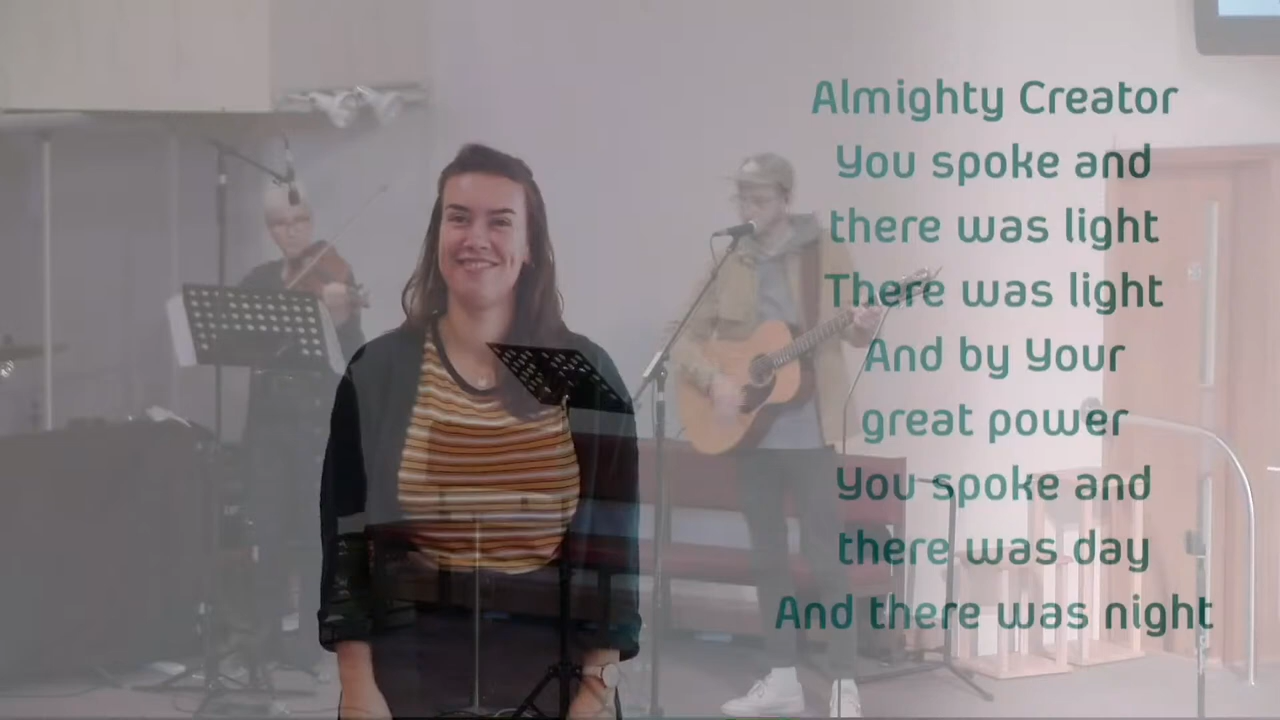 Almighty Creator
You spoke and
there was light
There was light
And by Your
great power
You spoke and
there was day
And there was night